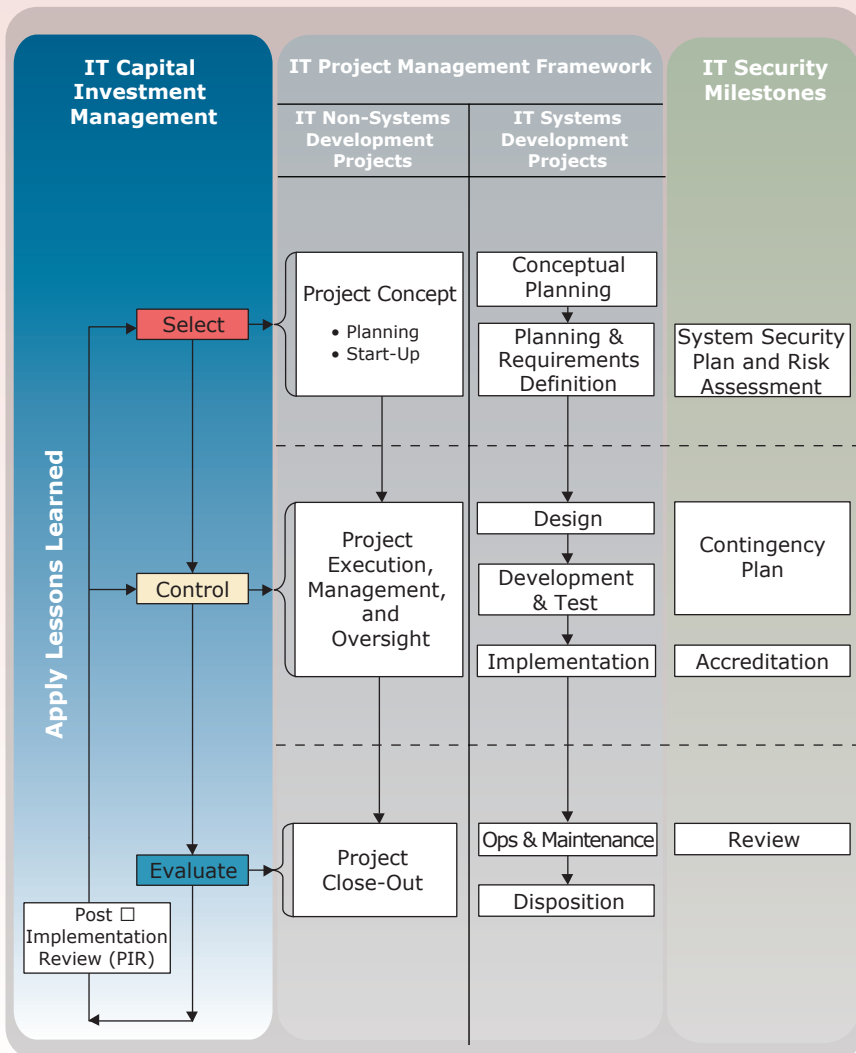 IT Capital
Investment
Management
IT Project Management Framework
IT Non-Systems
Development
Projects
IT Systems
Development
Projects
IT Security
Milestones
Select
Project Concept
• Planning
• Start-Up
Conceptual
Planning
Planning &
Requirements
Definition
System Security
Plan and Risk
Assessment
Apply Lessons Learned
Control
Project
Execution,
Management,
and
Oversight
Design
Development
& Test
Implementation
Contingency
Plan
Accreditation
Evaluate
Project
Close-Out
Ops & Maintenance
Disposition
Review
Post □
Implementation
Review (PIR)